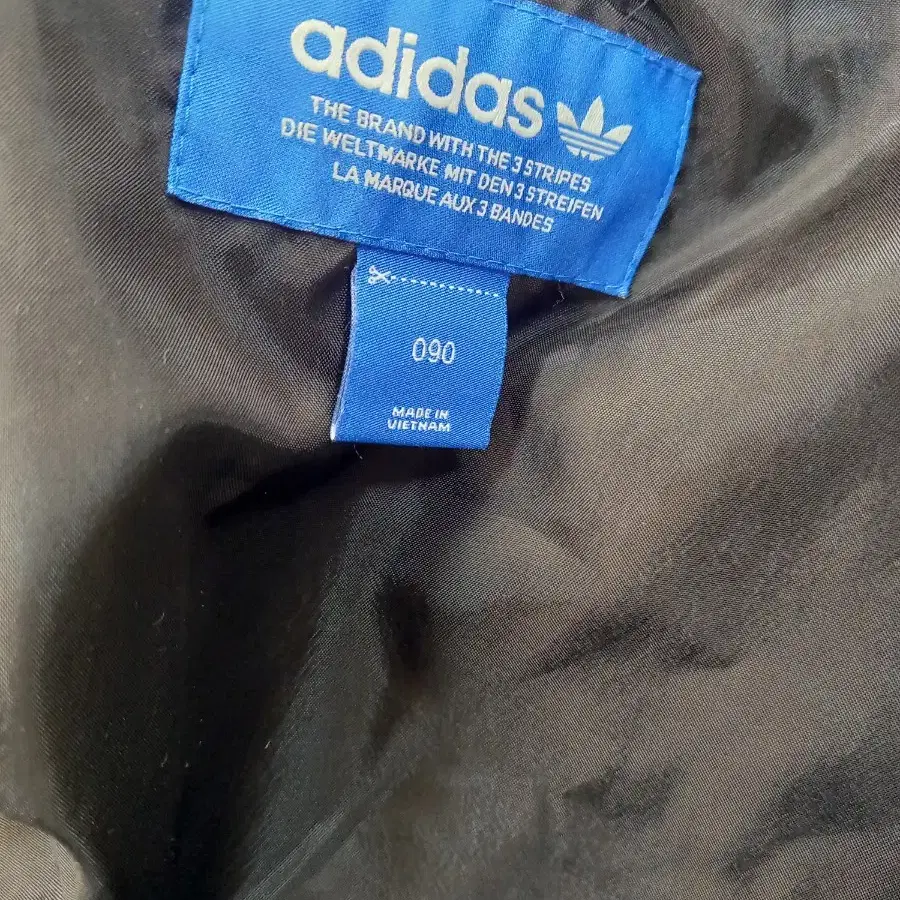 adidas
THE BRAND WITH THE 3 STRIPES
DIE WELTMARKE MIT DEN 3 STREIFEN
LA MARQUE AUX 3 BANDES
090
MADE IN
VIETNAM